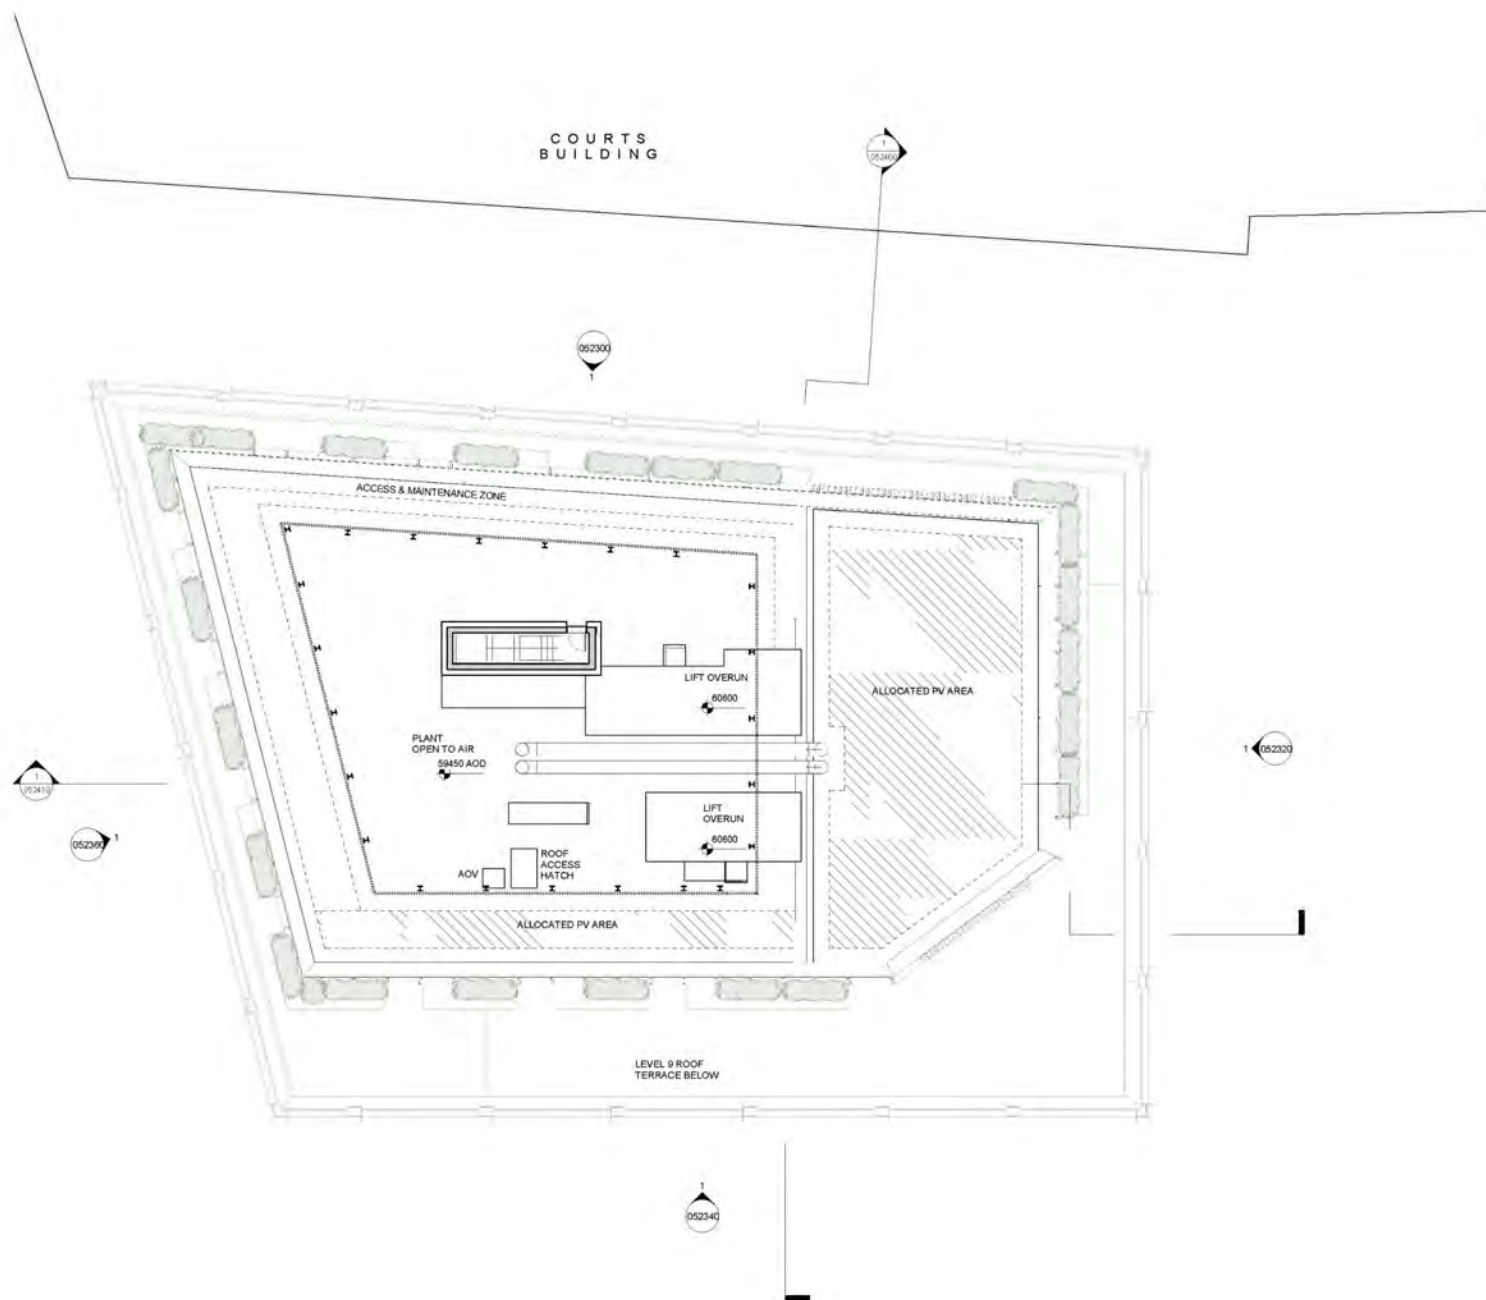 COURTS
BUILDING
1
052400
052300
1
ACCESS & MAINTENANCE ZONE
LIFT OVERUN
60600
ALLOCATED PV AREA
PLANT
OPEN TO AIR
59450 AOD
1
052320
1
052410
LIFT
OVERUN
60600
052360
1
ROOF
ACCESS
HATCH
AOV
ALLOCATED PV AREA
LEVEL 9 ROOF
TERRACE BELOW
1
052340